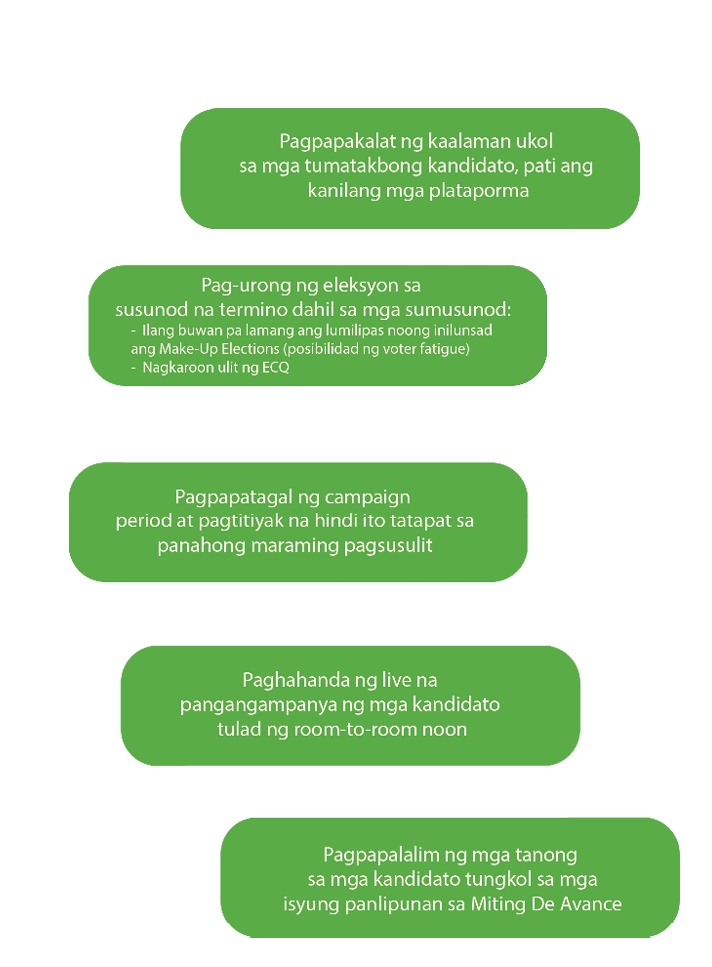 Pagpapakalat ng kaalaman ukol
sa mga tumatakbong kandidato, pati ang
kanilang mga plataporma
Pag-urong ng eleksyon sa
susunod na termino dahil sa mga sumusunod:
- Ilang buwan pa lamang ang lumilipas noong inilunsad
ang Make-Up Elections (posibilidad ng voter fatigue)
- Nagkaroon ulit ng ECQ
Pagpapatagal ng campaign
period at pagtitiyak na hindi ito tatapat sa
panahong maraming pagsusulit
Paghahanda ng live na
pangangampanya ng mga kandidato
tulad ng room-to-room noon
Pagpapalalim ng mga tanong
sa mga kandidato tungkol sa mga
isyung panlipunan sa Miting De Avance